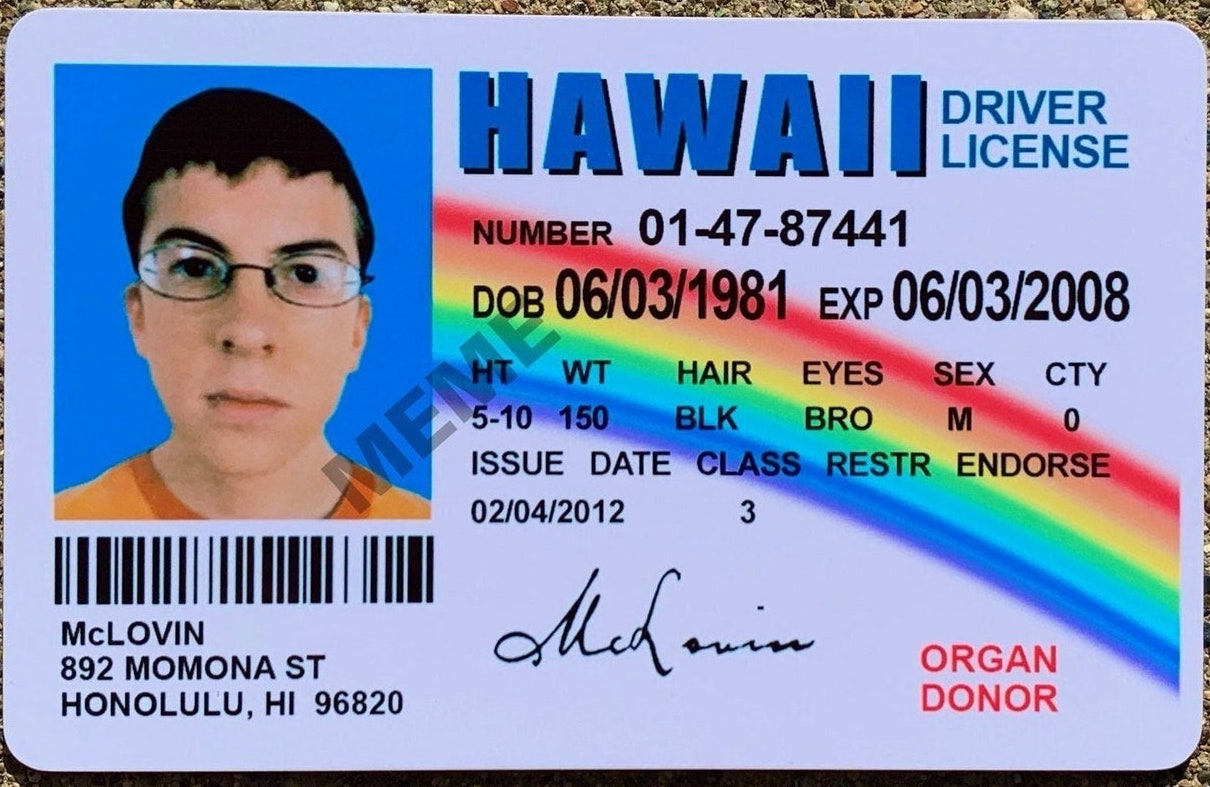 HAWAII DRIVER LICENSE
NUMBER 01-47-87441
DOB 06/03/1981 EXP 06/03/2008
HT WT HAIR EYES SEX CTY
5-10 150 BLK BRO M 0
ISSUE DATE CLASS RESTR ENDORSE
02/04/2012 3
MEME
McLovin
McLOVIN
892 MOMONA ST
HONOLULU, HI 96820
ORGAN
DONOR